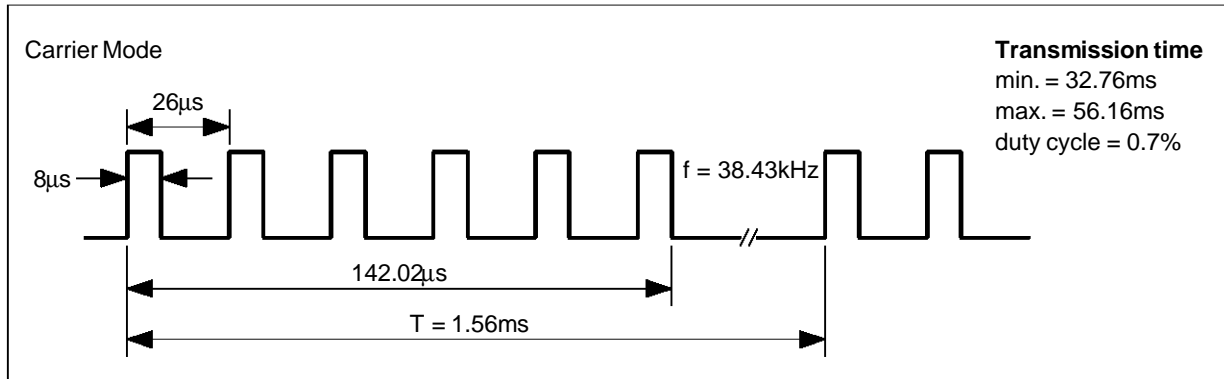 Carrier Mode
Transmission time
min. = 32.76ms
max. = 56.16ms
duty cycle = 0.7%
26μs
8μs
f = 38.43kHz
142.02μs
T = 1.56ms